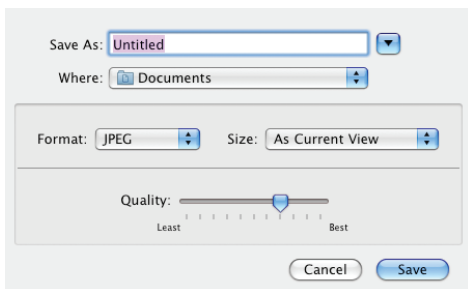 Save As: Untitled
Where: Documents
Format: JPEG Size: As Current View
Quality:
Least Best
Cancel Save